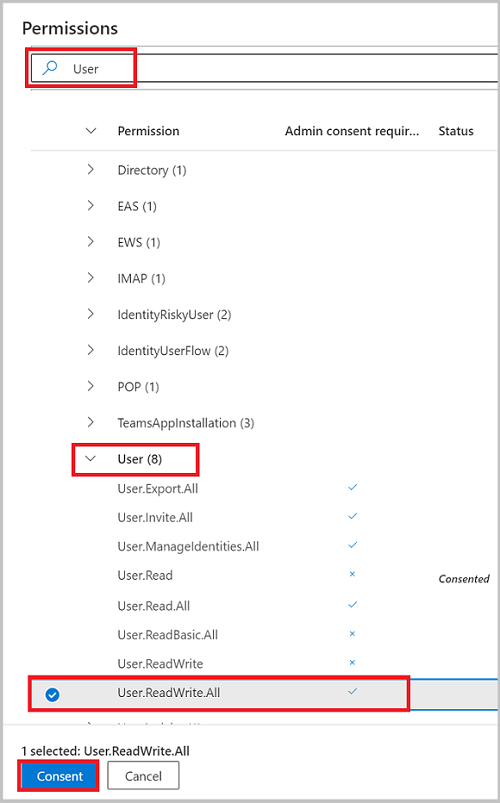 Permissions
User
Permission Admin consent requir... Status
Directory (1)
EAS (1)
EWS (1)
IMAP (1)
IdentityRiskyUser (2)
IdentityUserFlow (2)
POP (1)
TeamsAppInstallation (3)
User (8)
User.Export.All
User.Invite.All
User.ManageIdentities.All
User.Read Consented
User.Read.All
User.ReadBasic.All
User.ReadWrite
User.ReadWrite.All
1 selected: User.ReadWrite.All
Consent Cancel